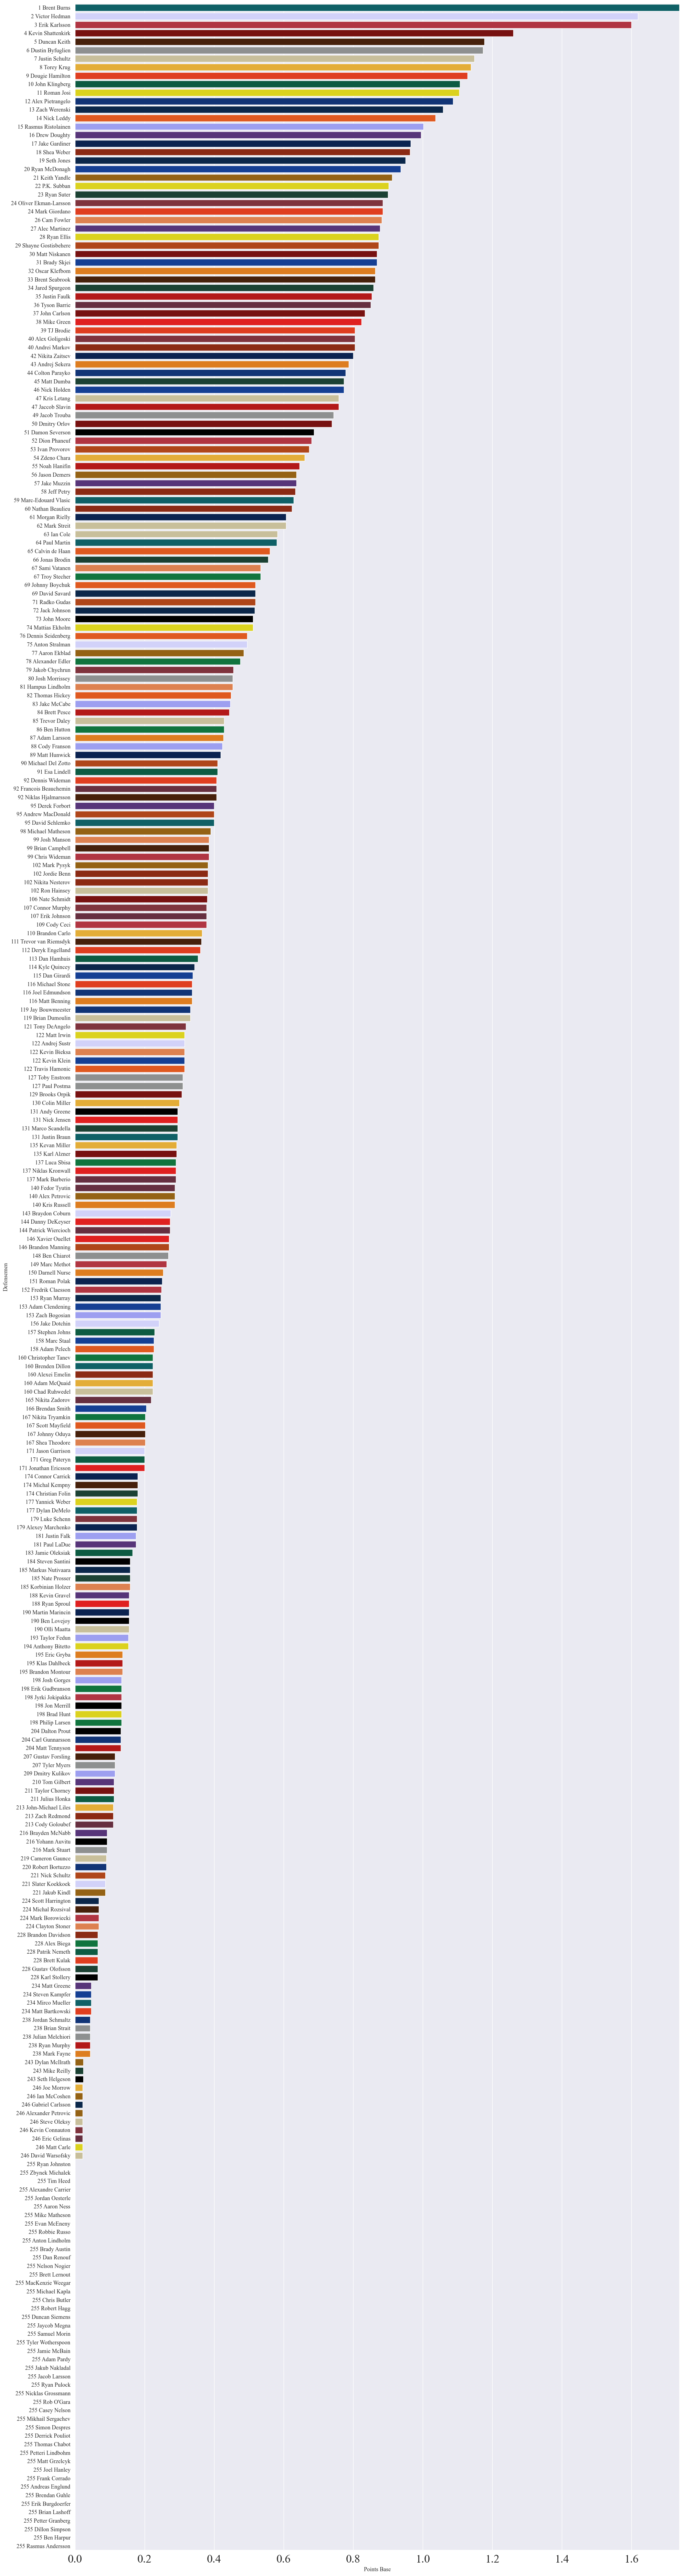 1 Brent Burns
2 Victor Hedman
3 Erik Karlsson
4 Kevin Shattenkirk
5 Duncan Keith
6 Dustin Byfuglien
7 Justin Schultz
8 Torey Krug
9 Dougie Hamilton
10 John Klingberg
11 Roman Josi
12 Alex Pietrangelo
13 Zach Werenski
14 Nick Leddy
15 Rasmus Ristolainen
16 Drew Doughty
17 Jake Gardiner
18 Shea Weber
19 Seth Jones
20 Ryan McDonagh
21 Keith Yandle
22 P.K. Subban
23 Ryan Suter
24 Oliver Ekman-Larsson
24 Mark Giordano
26 Cam Fowler
27 Alec Martinez
28 Ryan Ellis
29 Shayne Gostisbehere
30 Matt Niskanen
31 Brady Skjei
32 Oscar Klefbom
33 Brent Seabrook
34 Jared Spurgeon
35 Justin Faulk
36 Tyson Barrie
37 John Carlson
38 Mike Green
39 TJ Brodie
40 Alex Goligoski
40 Andrei Markov
42 Nikita Zaitsev
43 Andrej Sekera
44 Colton Parayko
45 Matt Dumba
46 Nick Holden
47 Kris Letang
47 Jaccob Slavin
49 Jacob Trouba
50 Dmitry Orlov
51 Damon Severson
52 Dion Phaneuf
53 Ivan Provorov
54 Zdeno Chara
55 Noah Hanifin
56 Jason Demers
57 Jake Muzzin
58 Jeff Petry
59 Marc-Edouard Vlasic
60 Nathan Beaulieu
61 Morgan Rielly
62 Mark Streit
63 Ian Cole
64 Paul Martin
65 Calvin de Haan
66 Jonas Brodin
67 Sami Vatanen
67 Troy Stecher
69 Johnny Boychuk
69 David Savard
71 Radko Gudas
72 Jack Johnson
73 John Moore
74 Mattias Ekholm
76 Dennis Seidenberg
75 Anton Stralman
77 Aaron Ekblad
78 Alexander Edler
79 Jakob Chychrun
80 Josh Morrissey
81 Hampus Lindholm
82 Thomas Hickey
83 Jake McCabe
84 Brett Pesce
85 Trevor Daley
86 Ben Hutton
87 Adam Larsson
88 Cody Franson
89 Matt Hunwick
90 Michael Del Zotto
91 Esa Lindell
92 Dennis Wideman
92 Francois Beauchemin
92 Niklas Hjalmarsson
95 Derek Forbort
95 Andrew MacDonald
95 David Schlemko
98 Michael Matheson
99 Josh Manson
99 Brian Campbell
99 Chris Wideman
102 Mark Pysyk
102 Jordie Benn
102 Nikita Nesterov
102 Ron Hainsey
106 Nate Schmidt
107 Connor Murphy
107 Erik Johnson
109 Cody Ceci
110 Brandon Carlo
111 Trevor van Riemsdyk
112 Deryk Engelland
113 Dan Hamhuis
114 Kyle Quincey
115 Dan Girardi
116 Michael Stone
116 Joel Edmundson
116 Matt Benning
119 Jay Bouwmeester
119 Brian Dumoulin
121 Tony DeAngelo
122 Matt Irwin
122 Andrej Sustr
122 Kevin Bieksa
122 Kevin Klein
122 Travis Hamonic
127 Toby Enstrom
127 Paul Postma
129 Brooks Orpik
130 Colin Miller
131 Andy Greene
131 Nick Jensen
131 Marco Scandella
131 Justin Braun
135 Kevan Miller
135 Karl Alzner
137 Luca Sbisa
137 Niklas Kronwall
137 Mark Barberio
140 Fedor Tyutin
140 Alex Petrovic
140 Kris Russell
143 Braydon Coburn
144 Danny DeKeyser
144 Patrick Wiercioch
146 Xavier Ouellet
146 Brandon Manning
148 Ben Chiarot
149 Marc Methot
150 Darnell Nurse
151 Roman Polak
152 Fredrik Claesson
153 Ryan Murray
153 Adam Clendening
153 Zach Bogosian
156 Jake Dotchin
157 Stephen Johns
158 Marc Staal
158 Adam Pelech
160 Christopher Tanev
160 Brenden Dillon
160 Alexei Emelin
160 Adam McQuaid
160 Chad Ruhwedel
165 Nikita Zadorov
166 Brendan Smith
167 Nikita Tryamkin
167 Scott Mayfield
167 Johnny Oduya
167 Shea Theodore
171 Jason Garrison
171 Greg Pateryn
171 Jonathan Ericsson
174 Connor Carrick
174 Michal Kempny
174 Christian Folin
177 Yannick Weber
177 Dylan DeMelo
179 Luke Schenn
179 Alexey Marchenko
181 Justin Falk
181 Paul LaDue
183 Jamie Oleksiak
184 Steven Santini
185 Markus Nutivaara
185 Nate Prosser
185 Korbinian Holzer
188 Kevin Gravel
188 Ryan Sproul
190 Martin Marincin
190 Ben Lovejoy
190 Olli Maatta
193 Taylor Fedun
194 Anthony Bitetto
195 Eric Gryba
195 Klas Dahlbeck
195 Brandon Montour
198 Josh Gorges
198 Erik Gudbranson
198 Jyrki Jokipakka
198 Jon Merrill
198 Brad Hunt
198 Philip Larsen
204 Dalton Prout
204 Carl Gunnarsson
204 Matt Tennyson
207 Gustav Forsling
207 Tyler Myers
209 Dmitry Kulikov
210 Tom Gilbert
211 Taylor Chorney
211 Julius Honka
213 John-Michael Liles
213 Zach Redmond
213 Cody Goloubef
216 Brayden McNabb
216 Yohann Auvitu
216 Mark Stuart
219 Cameron Gaunce
220 Robert Bortuzzo
221 Nick Schultz
221 Slater Koekkoek
221 Jakub Kindl
224 Scott Harrington
224 Michal Rozsival
224 Mark Borowiecki
224 Clayton Stoner
228 Brandon Davidson
228 Alex Biega
228 Patrik Nemeth
228 Brett Kulak
228 Gustav Olofsson
228 Karl Stollery
234 Matt Greene
234 Steven Kampfer
234 Mirco Mueller
234 Matt Bartkowski
238 Jordan Schmaltz
238 Brian Strait
238 Julian Melchiori
238 Ryan Murphy
238 Mark Fayne
243 Dylan McIlrath
243 Mike Reilly
243 Seth Helgeson
246 Joe Morrow
246 Ian McCoshen
246 Gabriel Carlsson
246 Alexander Petrovic
246 Steve Oleksy
246 Kevin Connauton
246 Eric Gelinas
246 Matt Carle
246 David Warsofsky
255 Ryan Johnston
255 Zbynek Michalek
255 Tim Heed
255 Alexandre Carrier
255 Jordan Oesterle
255 Aaron Ness
255 Mike Matheson
255 Evan McEneny
255 Robbie Russo
255 Anton Lindholm
255 Brady Austin
255 Dan Renouf
255 Nelson Nogier
255 Brett Lernout
255 MacKenzie Weegar
255 Michael Kapla
255 Chris Butler
255 Robert Hagg
255 Duncan Siemens
255 Jaycob Megna
255 Samuel Morin
255 Tyler Wotherspoon
255 Jamie McBain
255 Adam Pardy
255 Jakub Nakladal
255 Jacob Larsson
255 Ryan Pulock
255 Nicklas Grossmann
255 Rob O'Gara
255 Casey Nelson
255 Mikhail Sergachev
255 Simon Despres
255 Derrick Pouliot
255 Thomas Chabot
255 Petteri Lindbohm
255 Matt Grzelcyk
255 Joel Hanley
255 Frank Corrado
255 Andreas Englund
255 Brendan Guhle
255 Erik Burgdoerfer
255 Brian Lashoff
255 Petter Granberg
255 Dillon Simpson
255 Ben Harpur
255 Rasmus Andersson
Defenseman
0.0 0.2 0.4 0.6 0.8 1.0 1.2 1.4 1.6
Points Base